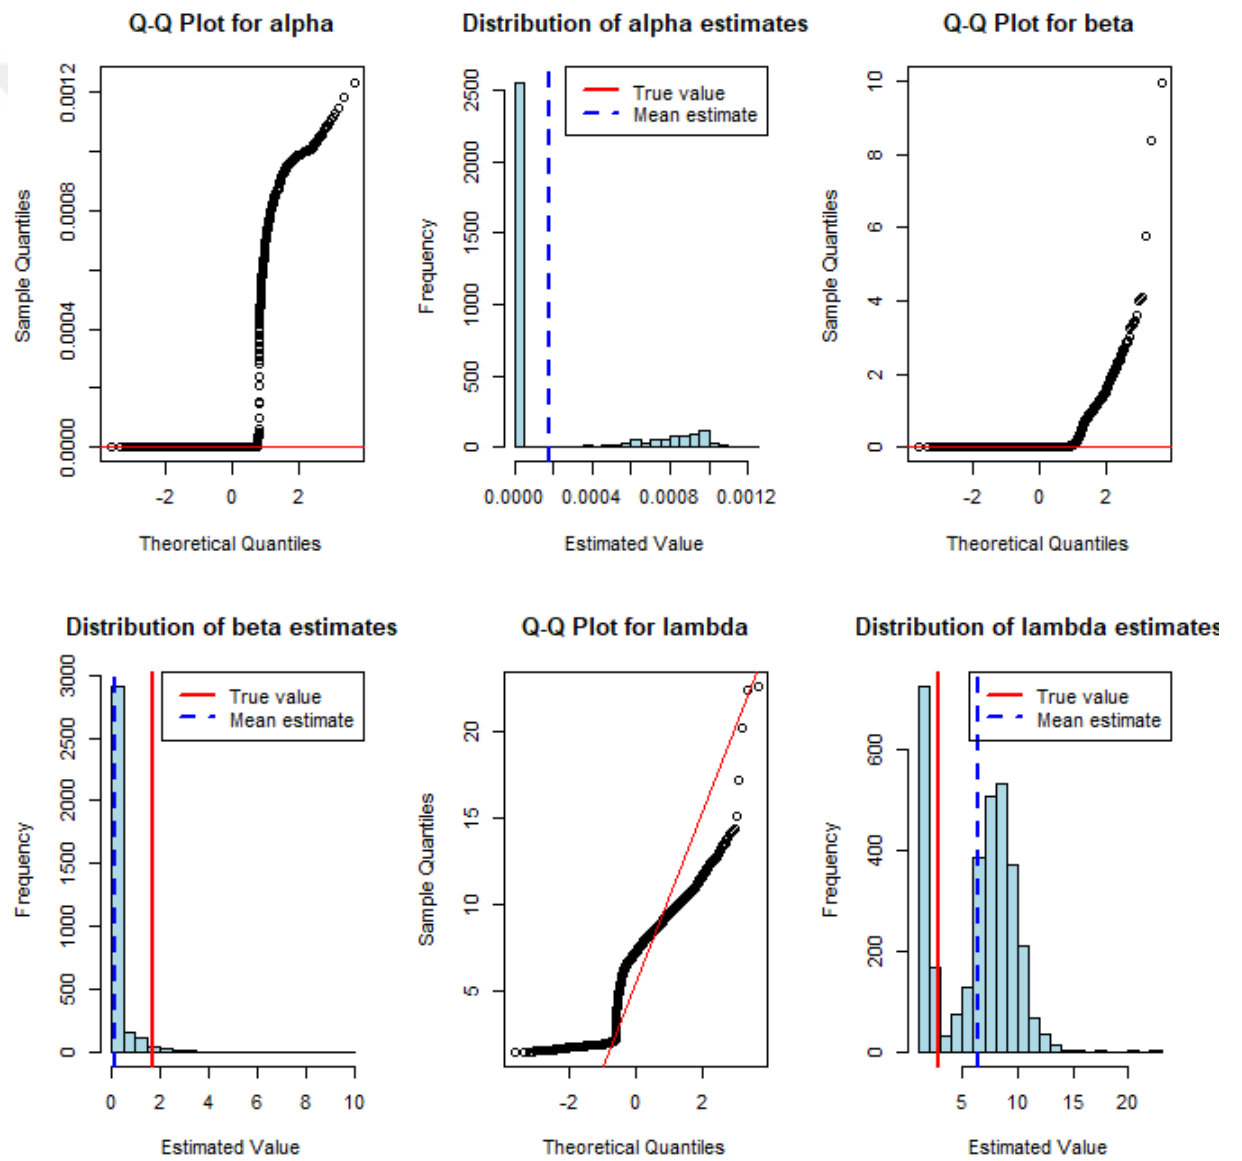 Q-Q Plot for alpha
Sample Quantiles
0.0000 0.0004 0.0008 0.0012
-2 0 2
Theoretical Quantiles
Distribution of alpha estimates
True value
Mean estimate
Frequency
0 500 1000 1500 2000 2500
0.0000 0.0004 0.0008 0.0012
Estimated Value
Q-Q Plot for beta
Sample Quantiles
0 2 4 6 8 10
-2 0 2
Theoretical Quantiles
Distribution of beta estimates
True value
Mean estimate
Frequency
0 500 1000 1500 2000 2500 3000
0 2 4 6 8 10
Estimated Value
Q-Q Plot for lambda
Sample Quantiles
5 10 15 20
-2 0 2
Theoretical Quantiles
Distribution of lambda estimates
True value
Mean estimate
Frequency
0 200 400 600
5 10 15 20
Estimated Value